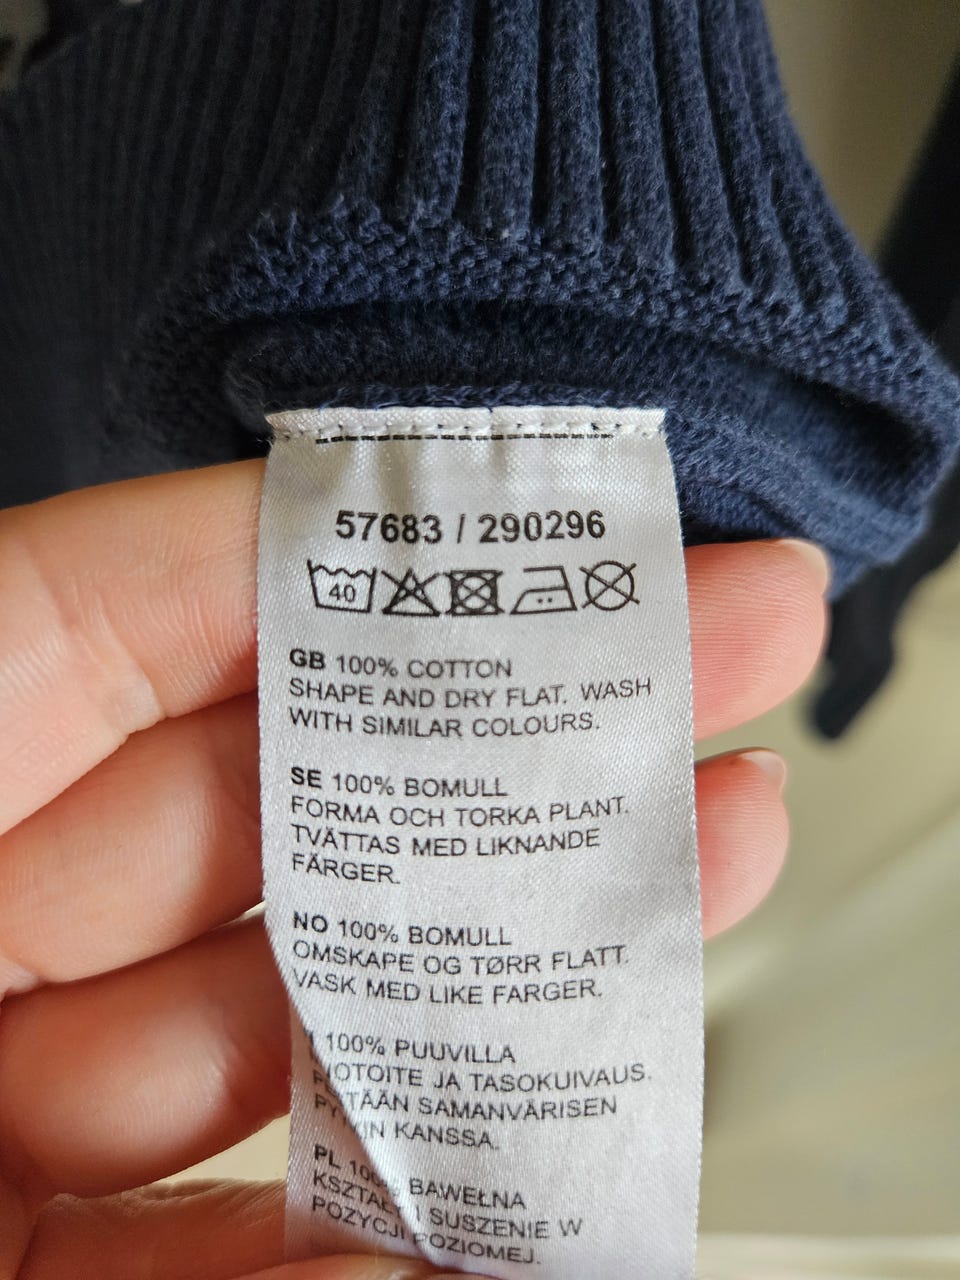 57683 / 290296
40
GB 100% COTTON
SHAPE AND DRY FLAT. WASH
WITH SIMILAR COLOURS.
SE 100% BOMULL
FORMA OCH TORKA PLANT.
TVÄTTAS MED LIKNANDE
FÄRGER.
NO 100% BOMULL
OMSKAPE OG TØRR FLATT.
VASK MED LIKE FARGER.
100% PUUVILLA
JA TASOKUIVAUS.
SAMANVÄRISEN
KANSSA.
PL 100% BAWEŁNA
SUSZENIE W
POZYCJI POZIOMEJ.